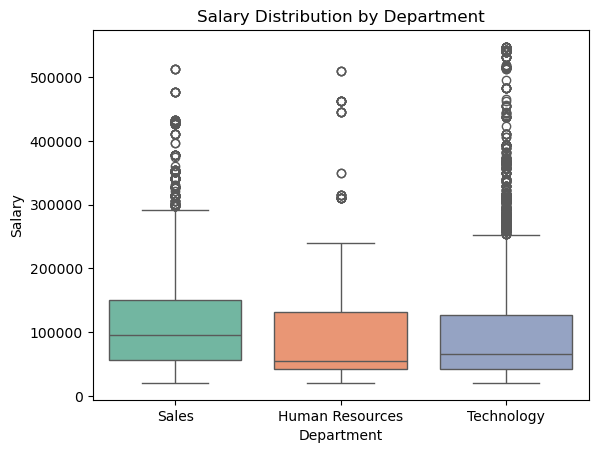 Salary Distribution by Department
500000
400000
300000
200000
100000
0
Salary
Sales
Human Resources
Technology
Department